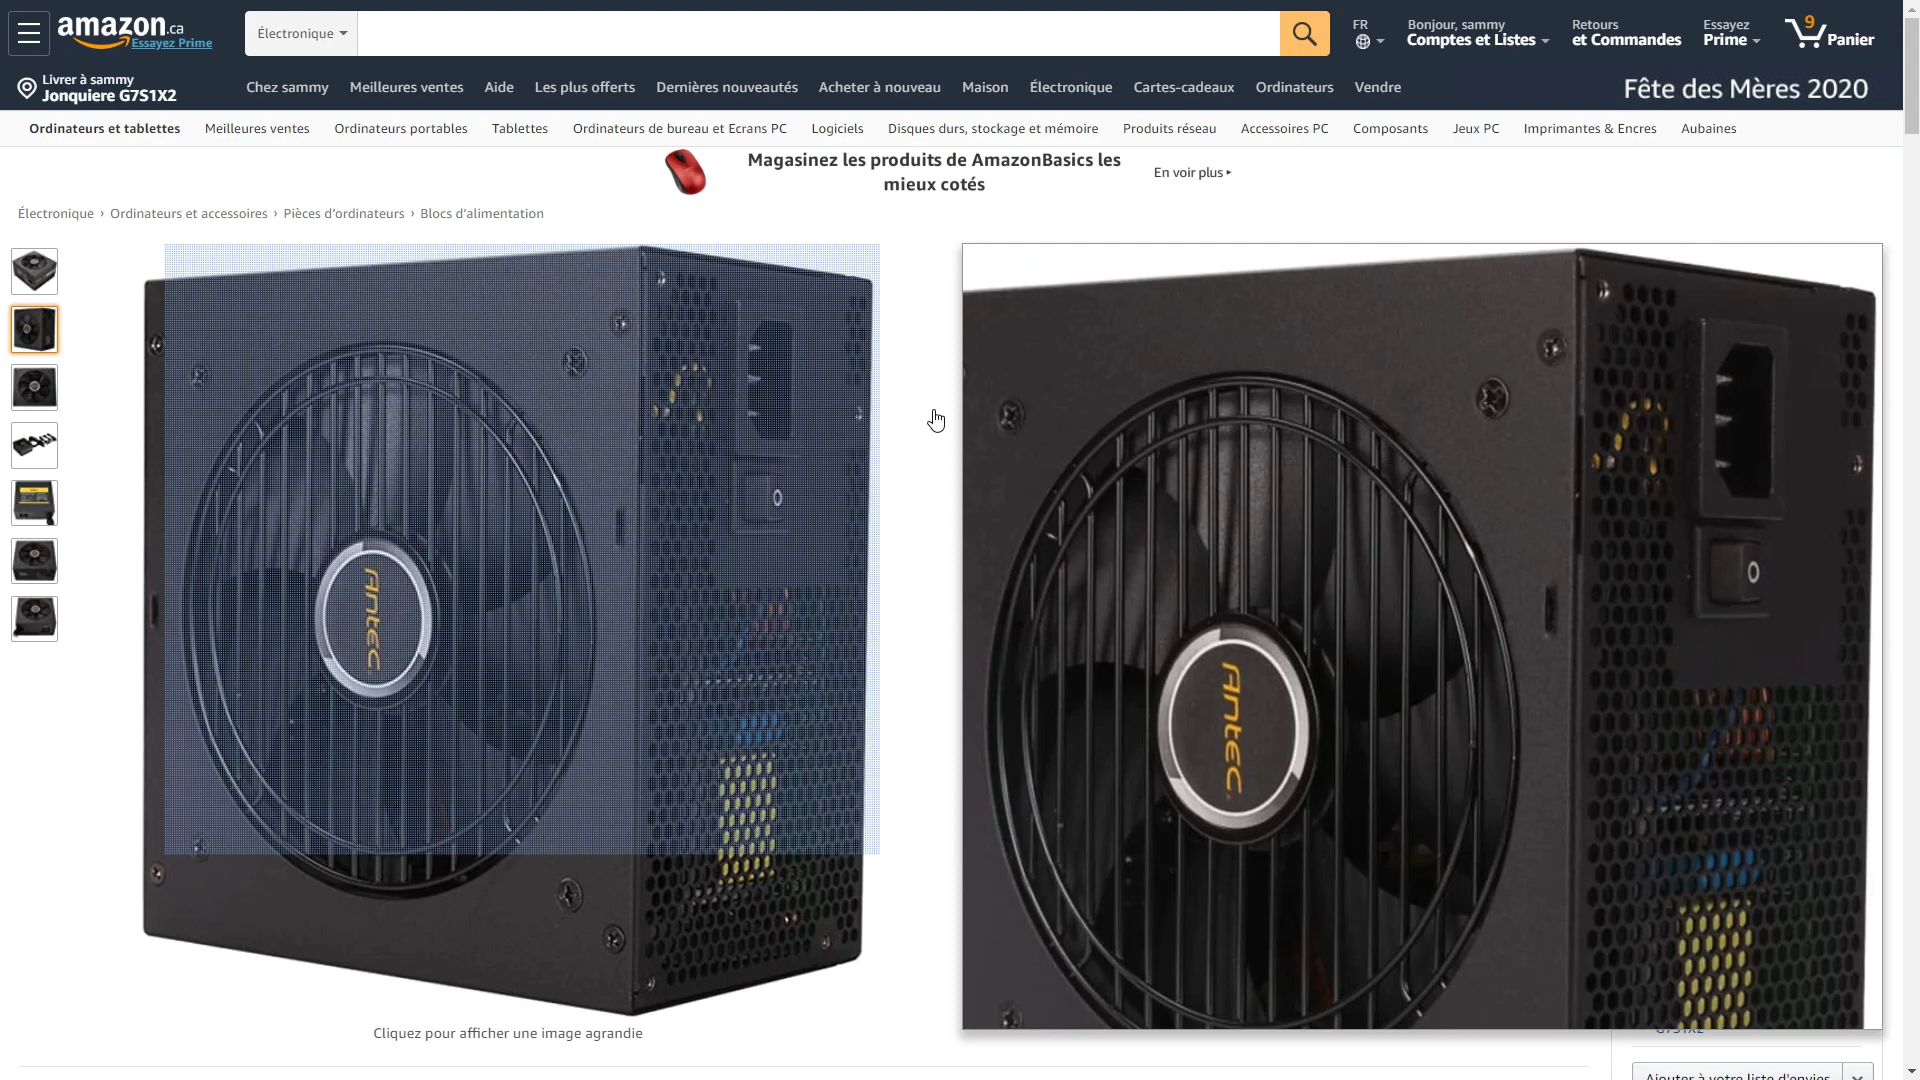 amazon.ca
Essayez Prime
Électronique
FR
Bonjour, sammy
Comptes et Listes
Retours
et Commandes
Essayez
Prime
9
Panier
Livrer à sammy
Jonquiere G7S1X2
Chez sammy
Meilleures ventes
Aide
Les plus offerts
Dernières nouveautés
Acheter à nouveau
Maison
Électronique
Cartes-cadeaux
Ordinateurs
Vendre
Fête des Mères 2020
Ordinateurs et tablettes
Meilleures ventes
Ordinateurs portables
Tablettes
Ordinateurs de bureau et Ecrans PC
Logiciels
Disques durs, stockage et mémoire
Produits réseau
Accessoires PC
Composants
Jeux PC
Imprimantes & Encres
Aubaines
Magasinez les produits de AmazonBasics les
mieux cotés
En voir plus ▸
Électronique › Ordinateurs et accessoires › Pièces d'ordinateurs › Blocs d'alimentation
ANTEC
ANTEC
Cliquez pour afficher une image agrandie
G7S1X2
Ajouter à votre liste d'envies